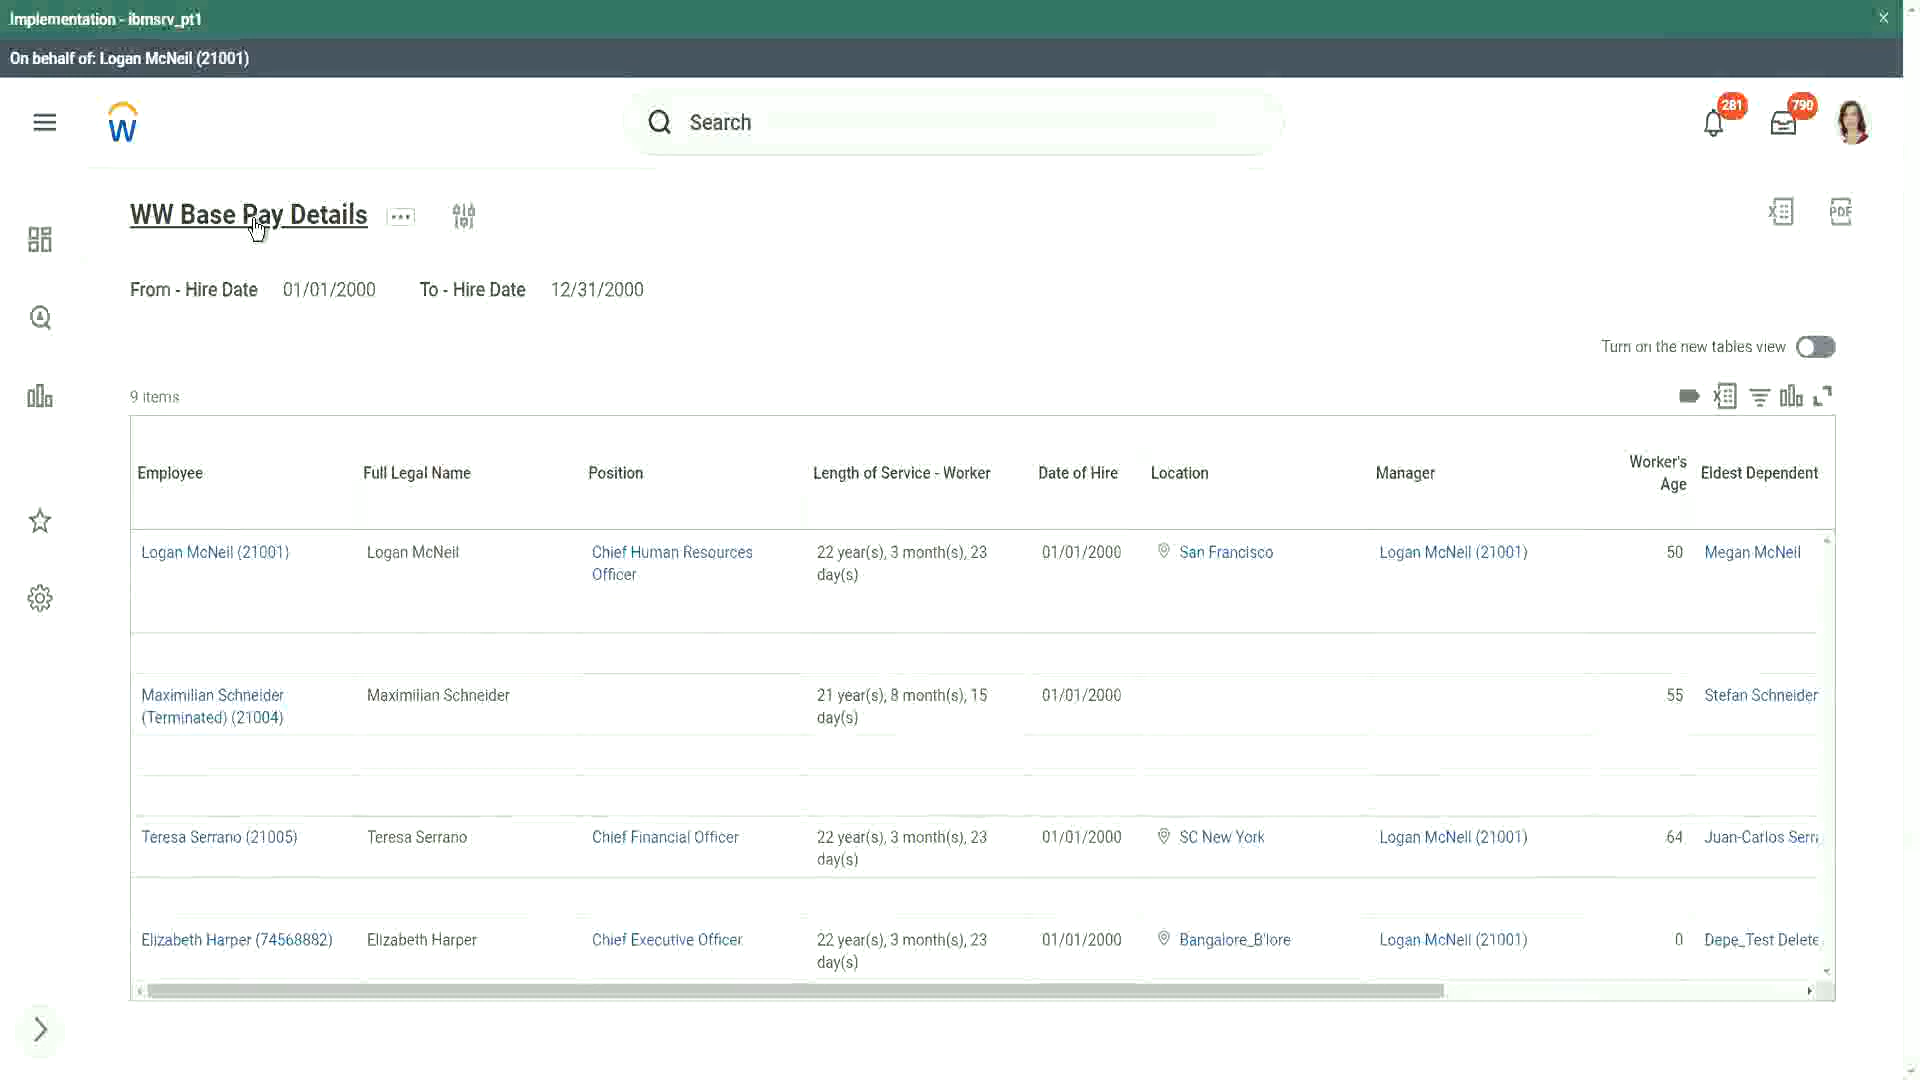 Implementation - ibmsrv_pt1
On behalf of: Logan McNeil (21001)
W
Search
281
790
WW Base Pay Details
PDF
From - Hire Date 01/01/2000 To - Hire Date 12/31/2000
Turn on the new tables view
9 items
Employee Full Legal Name Position Length of Service - Worker Date of Hire Location Manager Worker's Age Eldest Dependent
Logan McNeil (21001) Logan McNeil Chief Human Resources Officer 22 year(s), 3 month(s), 23 day(s) 01/01/2000 San Francisco Logan McNeil (21001) 50 Megan McNeil
Maximilian Schneider (Terminated) (21004) Maximilian Schneider 21 year(s), 8 month(s), 15 day(s) 01/01/2000 55 Stefan Schneider
Teresa Serrano (21005) Teresa Serrano Chief Financial Officer 22 year(s), 3 month(s), 23 day(s) 01/01/2000 SC New York Logan McNeil (21001) 64 Juan-Carlos Serra
Elizabeth Harper (74568882) Elizabeth Harper Chief Executive Officer 22 year(s), 3 month(s), 23 day(s) 01/01/2000 Bangalore_B'lore Logan McNeil (21001) 0 Depe_Test Delete